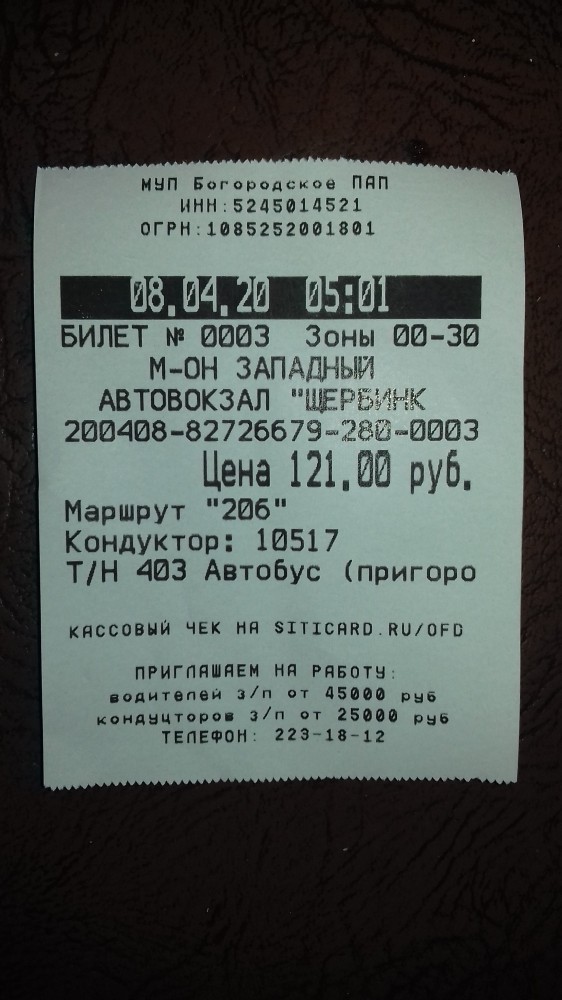 МУП Богородское ПАП
ИНН:5245014521
ОГРН:1085252001801
08.04.20 05:01
БИЛЕТ № 0003 Зоны 00-30
М-ОН ЗАПАДНЫЙ
АВТОВОКЗАЛ "ЩЕРБИНК
200408-82726679-280-0003
Цена 121.00 руб.
Маршрут "206"
Кондуктор: 10517
Т/Н 403 Автобус (пригоро
КАССОВЫЙ ЧЕК НА SITICARD.RU/OFD
ПРИГЛАШАЕМ НА РАБОТУ:
водителей з/п от 45000 руб
кондуцторов з/п от 25000 руб
ТЕЛЕФОН: 223-18-12